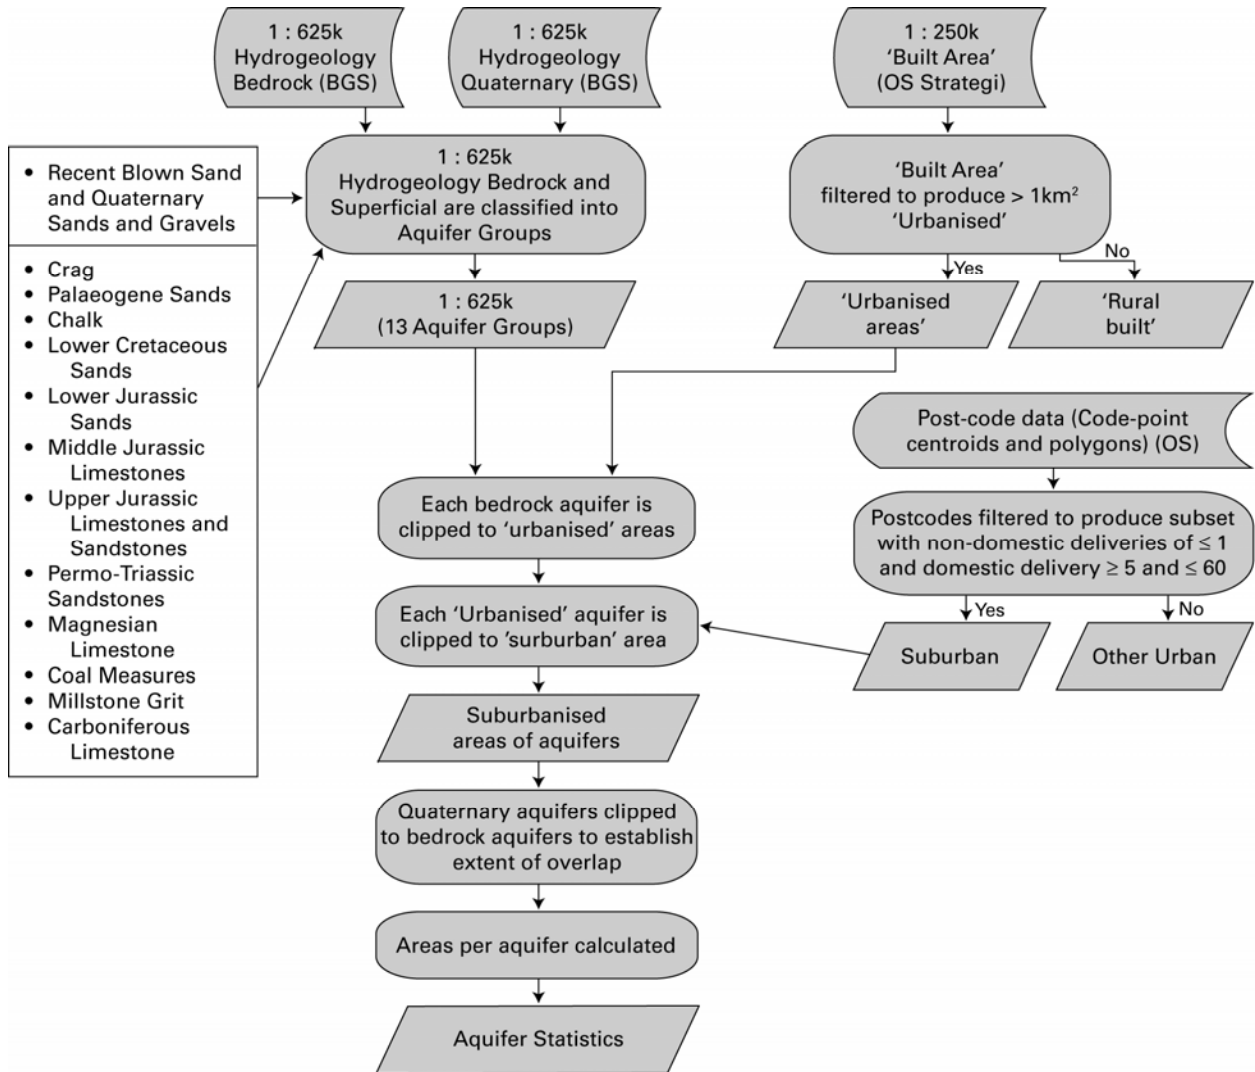 1 : 625k
Hydrogeology
Bedrock (BGS)
1 : 625k
Hydrogeology
Quaternary (BGS)
1 : 250k
‘Built Area’
(OS Strategi)
• Recent Blown Sand
and Quaternary
Sands and Gravels
• Crag
• Palaeogene Sands
• Chalk
• Lower Cretaceous
Sands
• Lower Jurassic
Sands
• Middle Jurassic
Limestones
• Upper Jurassic
Limestones and
Sandstones
• Permo-Triassic
Sandstones
• Magnesian
Limestone
• Coal Measures
• Millstone Grit
• Carboniferous
Limestone
1 : 625k
Hydrogeology Bedrock and
Superficial are classified into
Aquifer Groups
‘Built Area’
filtered to produce > 1km²
‘Urbanised’
Yes
No
1 : 625k
(13 Aquifer Groups)
‘Urbanised
areas’
‘Rural
built’
Post-code data (Code-point
centroids and polygons) (OS)
Each bedrock aquifer is
clipped to ‘urbanised’ areas
Postcodes filtered to produce subset
with non-domestic deliveries of ≤ 1
and domestic delivery ≥ 5 and ≤ 60
Yes
No
Each ‘Urbanised’ aquifer is
clipped to ’surburban’ area
Suburban
Other Urban
Suburbanised
areas of aquifers
Quaternary aquifers clipped
to bedrock aquifers to establish
extent of overlap
Areas per aquifer calculated
Aquifer Statistics